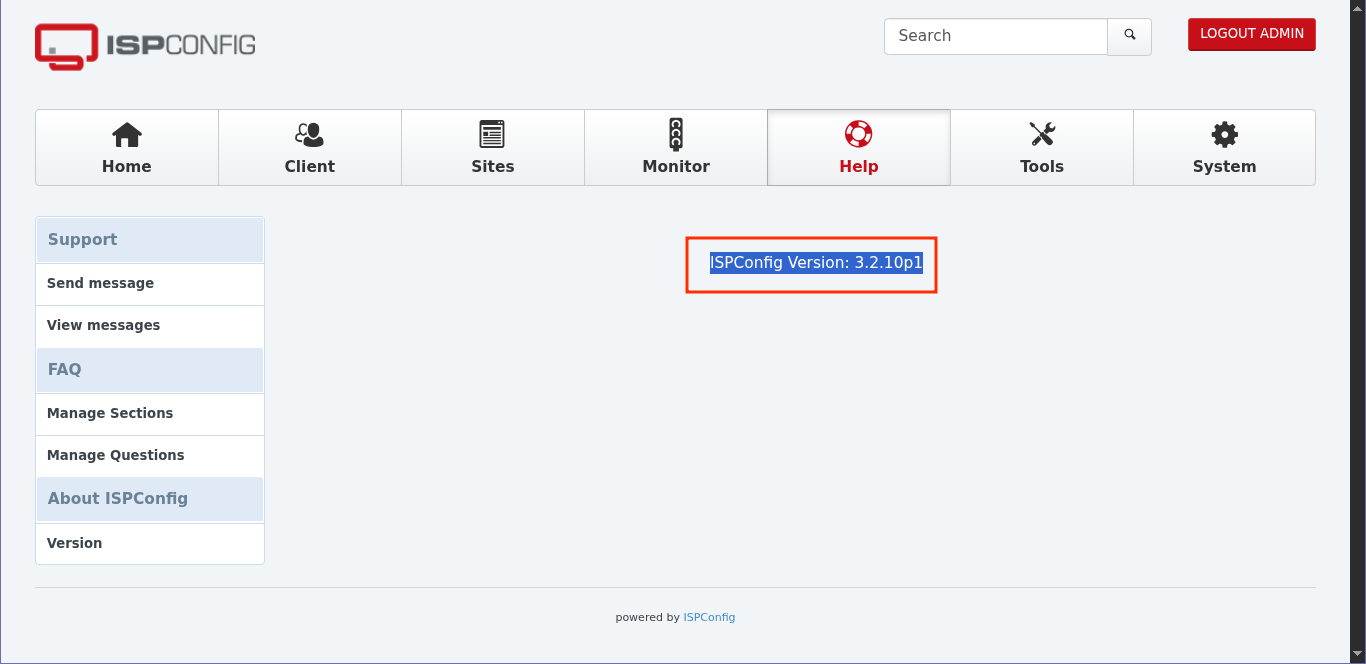 ISPCONFIG
Search
LOGOUT ADMIN
Home
Client
Sites
Monitor
Help
Tools
System
Support
Send message
View messages
FAQ
Manage Sections
Manage Questions
About ISPConfig
Version
ISPConfig Version: 3.2.10p1
powered by ISPConfig